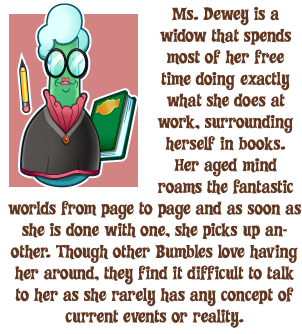 Ms. Dewey is a
widow that spends
most of her free
time doing exactly
what she does at
work, surrounding
herself in books.
Her aged mind
roams the fantastic
worlds from page to page and as soon as
she is done with one, she picks up an-
other. Though other Bumbles love having
her around, they find it difficult to talk
to her as she rarely has any concept of
current events or reality.